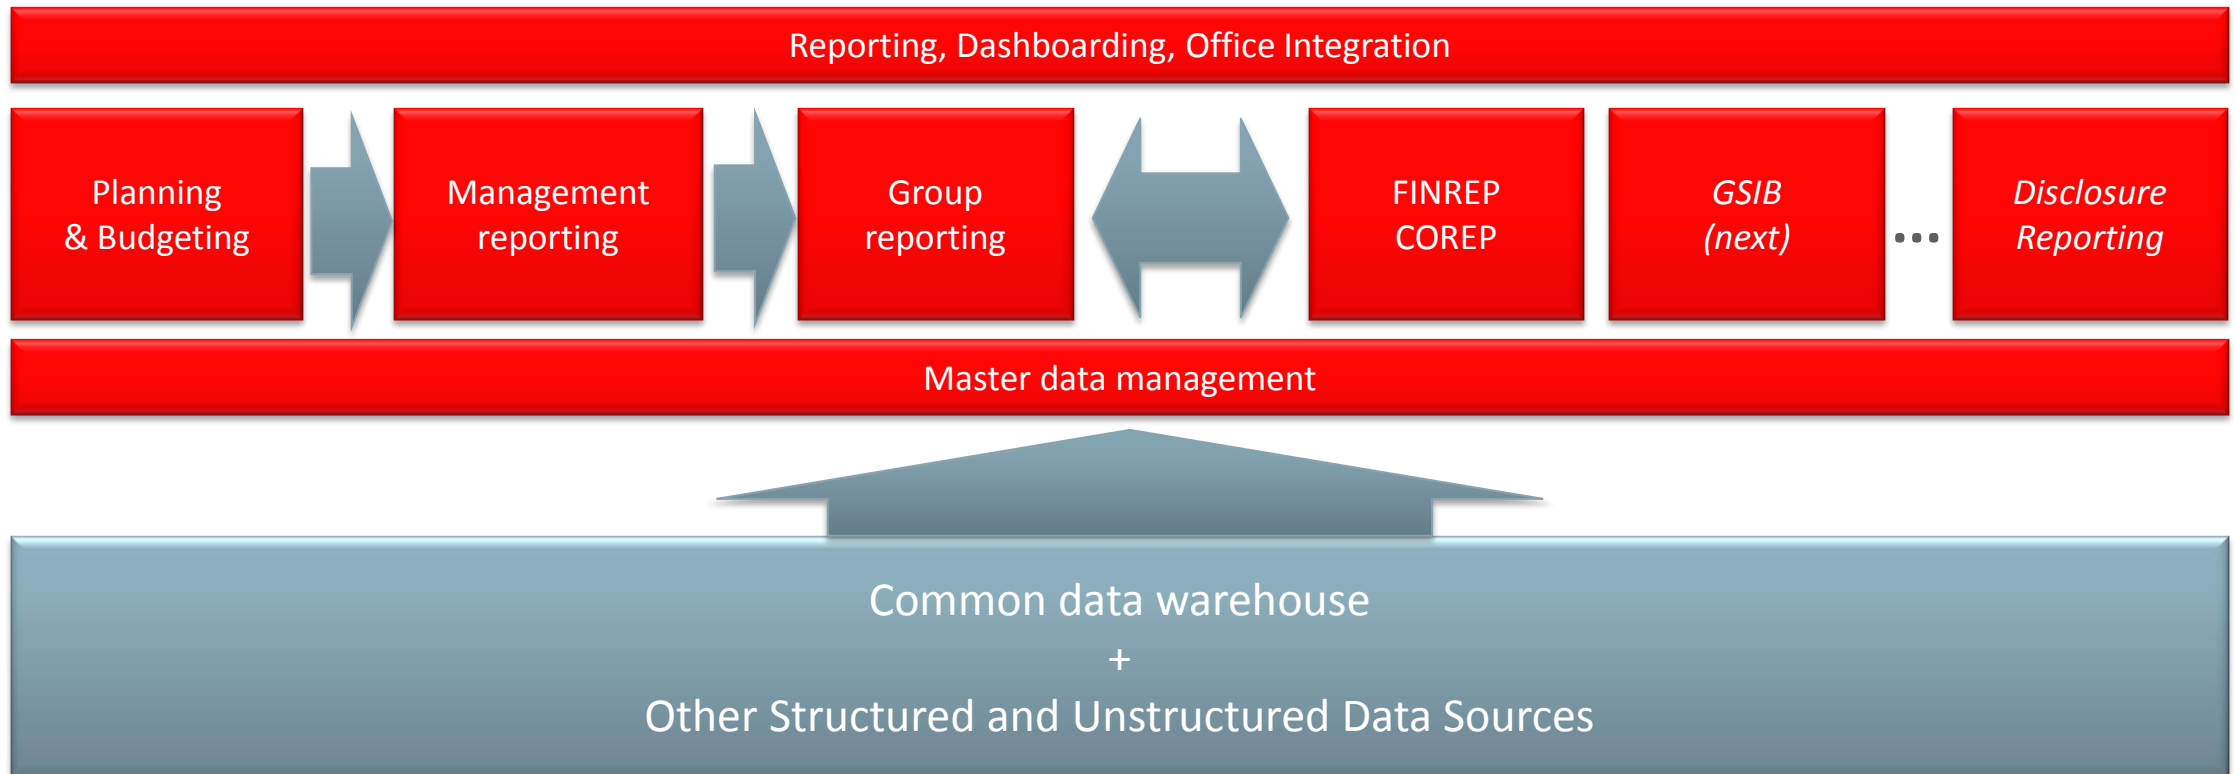 Reporting, Dashboarding, Office Integration
Planning
& Budgeting
Management
reporting
Group
reporting
FINREP
COREP
GSIB
(next)
...
Disclosure
Reporting
Master data management
Common data warehouse
+
Other Structured and Unstructured Data Sources